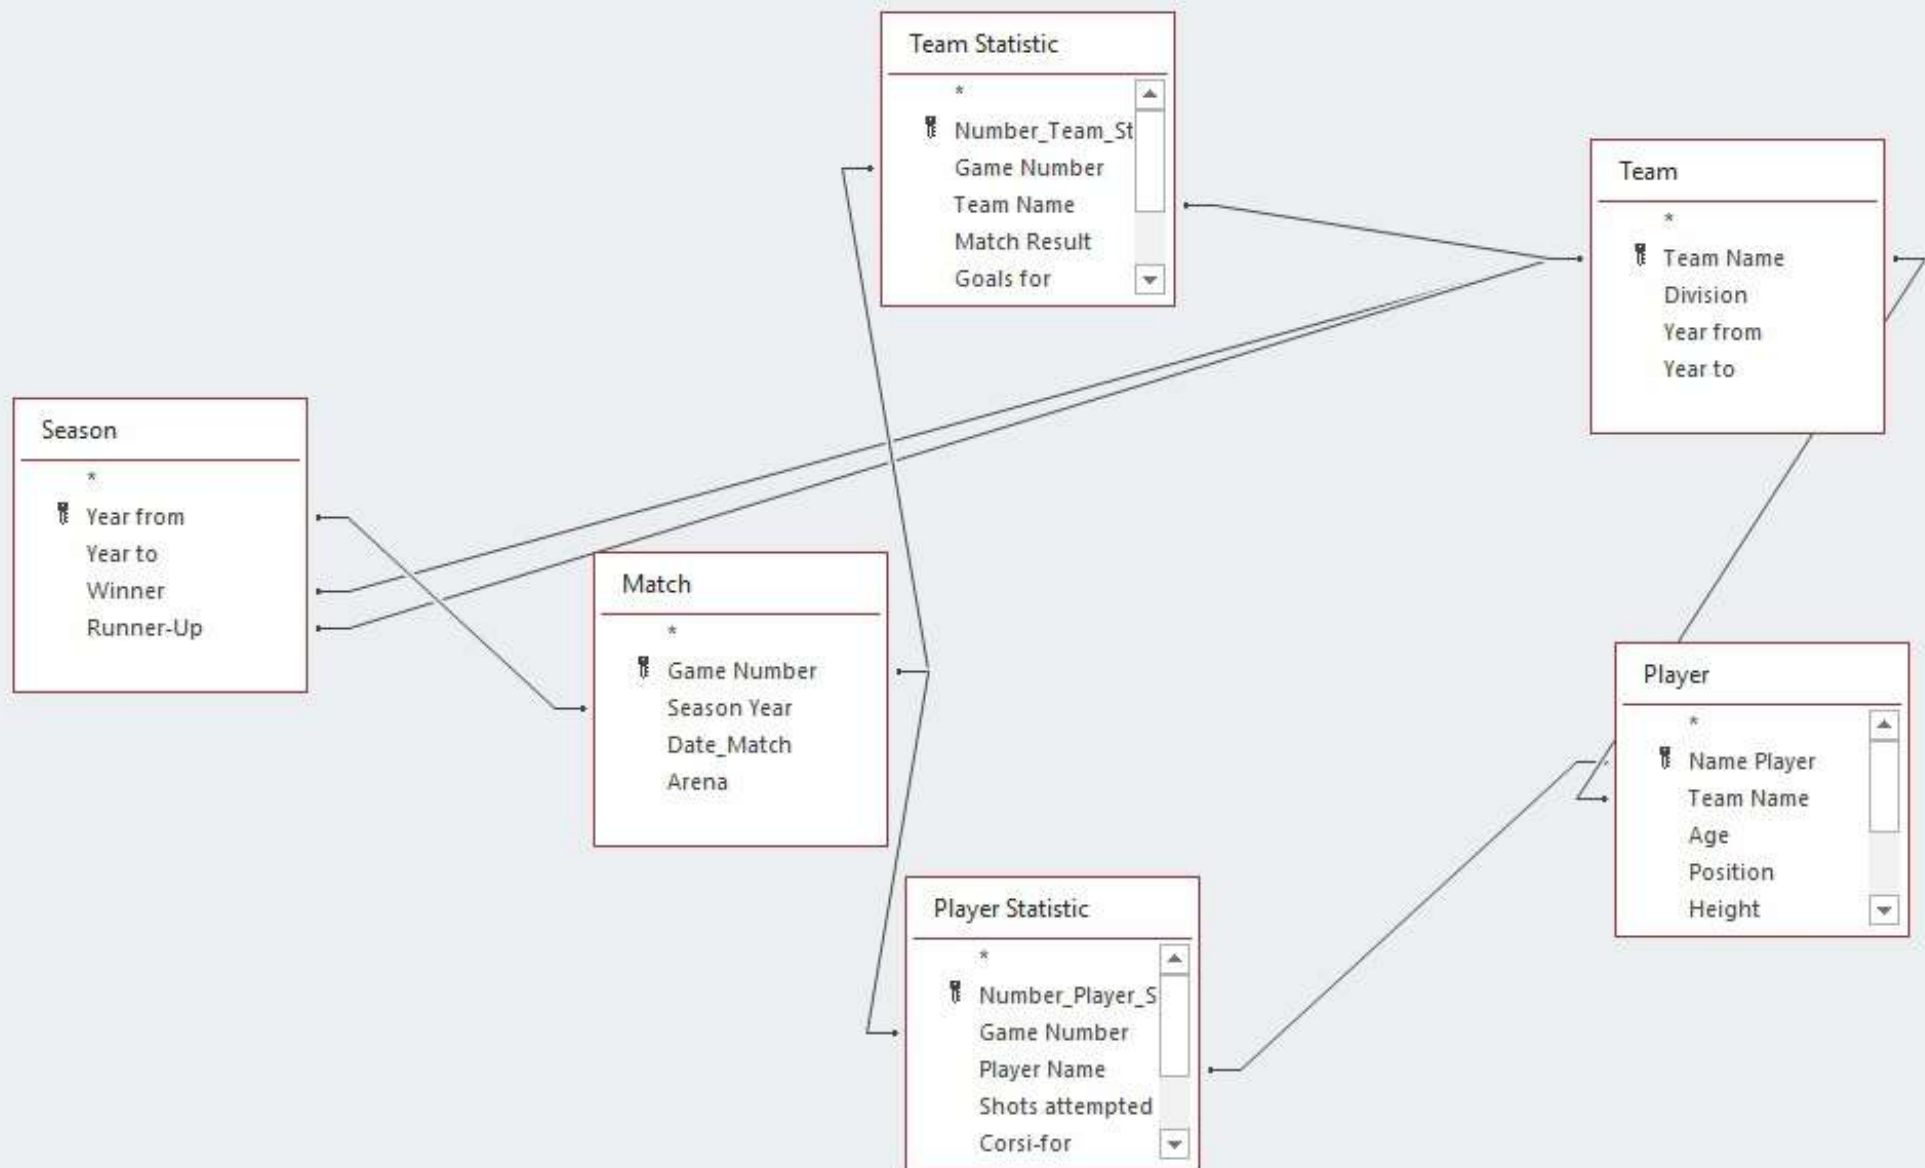 Team Statistic
*
Number_Team_St
Game Number
Team Name
Match Result
Goals for
Team
*
Team Name
Division
Year from
Year to
Season
*
Year from
Year to
Winner
Runner-Up
Match
*
Game Number
Season Year
Date_Match
Arena
Player
*
Name Player
Team Name
Age
Position
Height
Player Statistic
*
Number_Player_S
Game Number
Player Name
Shots attempted
Corsi-for